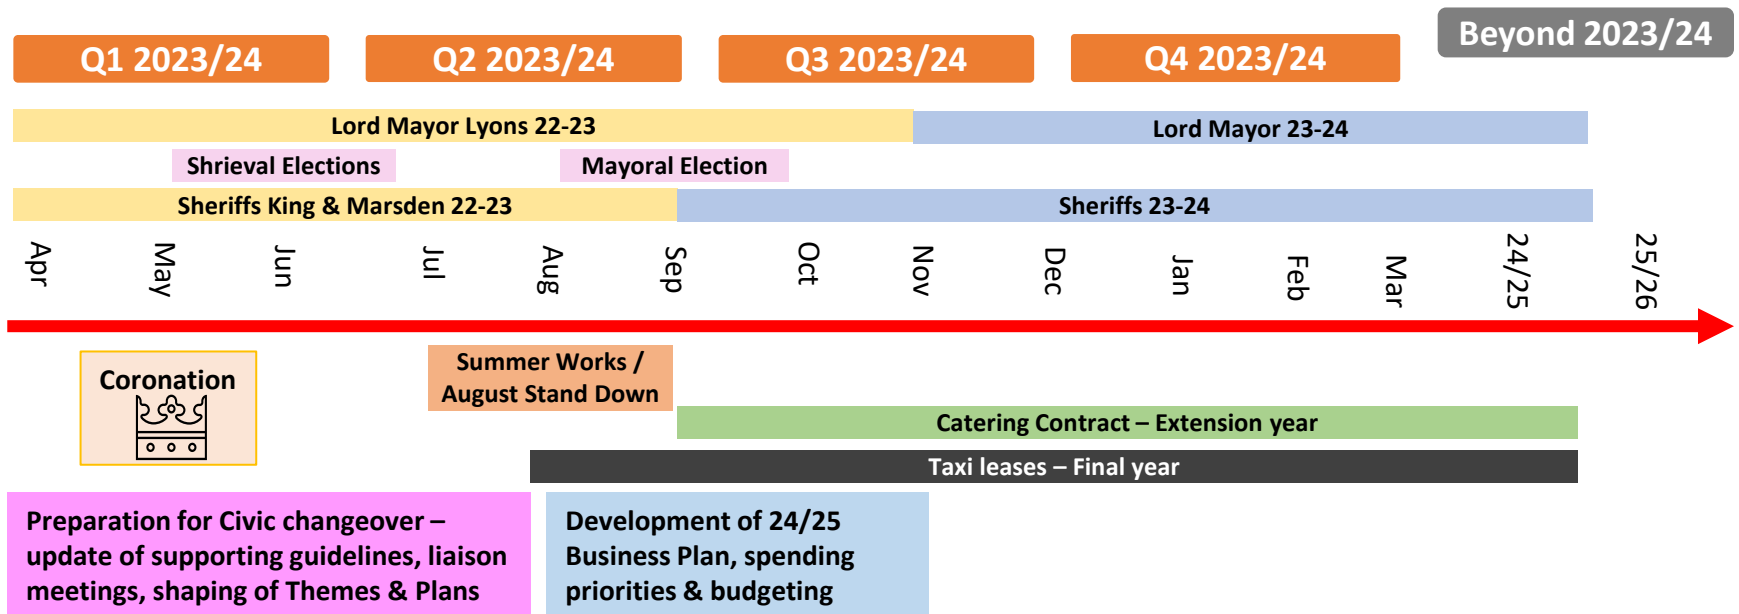 Beyond 2023/24
Q1 2023/24
Q2 2023/24
Q3 2023/24
Q4 2023/24
Lord Mayor Lyons 22-23
Lord Mayor 23-24
Shrieval Elections
Mayoral Election
Sheriffs King & Marsden 22-23
Sheriffs 23-24
Apr
May
Jun
Jul
Aug
Sep
Oct
Nov
Dec
Jan
Feb
Mar
24/25
25/26
Coronation
Summer Works /
August Stand Down
Catering Contract – Extension year
Taxi leases – Final year
Preparation for Civic changeover –
update of supporting guidelines, liaison
meetings, shaping of Themes & Plans
Development of 24/25
Business Plan, spending
priorities & budgeting